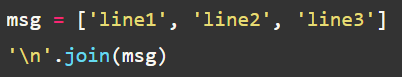 msg = ['line1', 'line2', 'line3']
'\n'.join(msg)